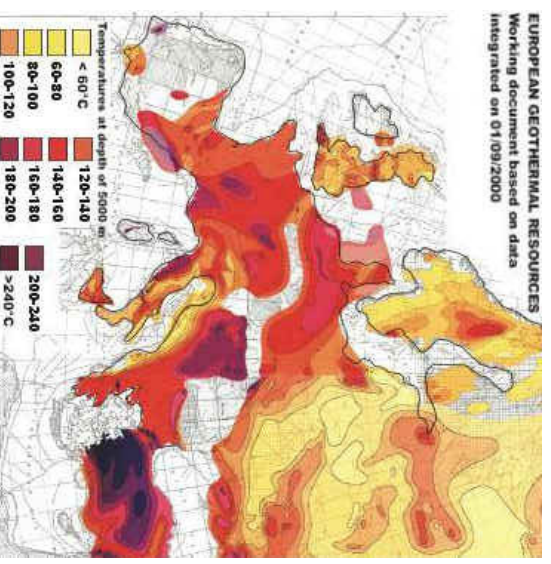 EUROPEAN GEOTHERMAL RESOURCES
Working document based on data
integrated on 01/09/2000
Temperatures at depth of 5000 m
< 60°C
60-80
80-100
100-120
120-140
140-160
160-180
180-200
200-240
>240°C